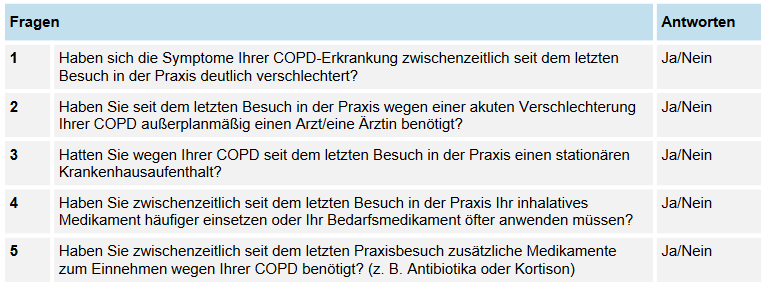 Fragen Antworten
1 Haben sich die Symptome Ihrer COPD-Erkrankung zwischenzeitlich seit dem letzten Ja/Nein
Besuch in der Praxis deutlich verschlechtert?
2 Haben Sie seit dem letzten Besuch in der Praxis wegen einer akuten Verschlechterung Ja/Nein
Ihrer COPD außerplanmäßig einen Arzt/eine Ärztin benötigt?
3 Hatten Sie wegen Ihrer COPD seit dem letzten Besuch in der Praxis einen stationären Ja/Nein
Krankenhausaufenthalt?
4 Haben Sie zwischenzeitlich seit dem letzten Besuch in der Praxis Ihr inhalatives Ja/Nein
Medikament häufiger einsetzen oder Ihr Bedarfsmedikament öfter anwenden müssen?
5 Haben Sie zwischenzeitlich seit dem letzten Praxisbesuch zusätzliche Medikamente Ja/Nein
zum Einnehmen wegen Ihrer COPD benötigt? (z. B. Antibiotika oder Kortison)